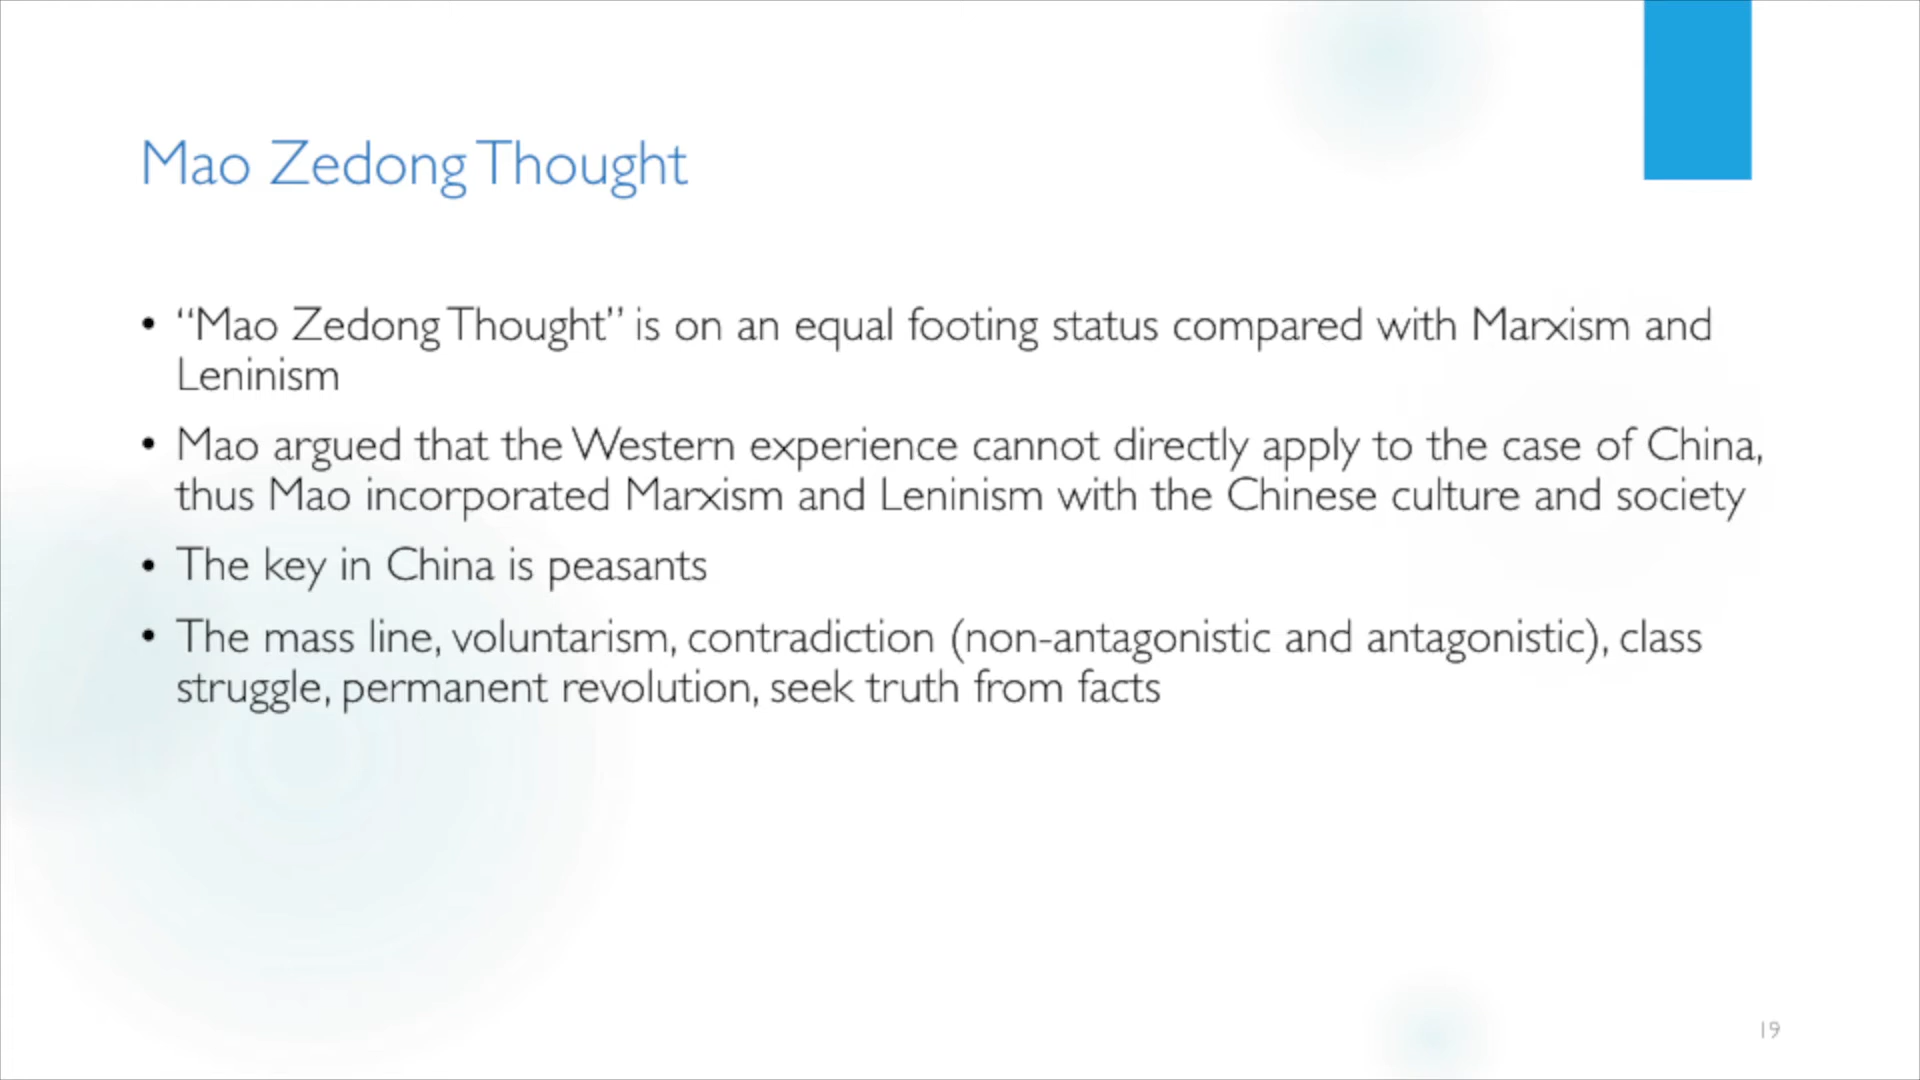 Mao Zedong Thought
• “Mao Zedong Thought” is on an equal footing status compared with Marxism and
Leninism
• Mao argued that the Western experience cannot directly apply to the case of China,
thus Mao incorporated Marxism and Leninism with the Chinese culture and society
• The key in China is peasants
• The mass line, voluntarism, contradiction (non-antagonistic and antagonistic), class
struggle, permanent revolution, seek truth from facts
19